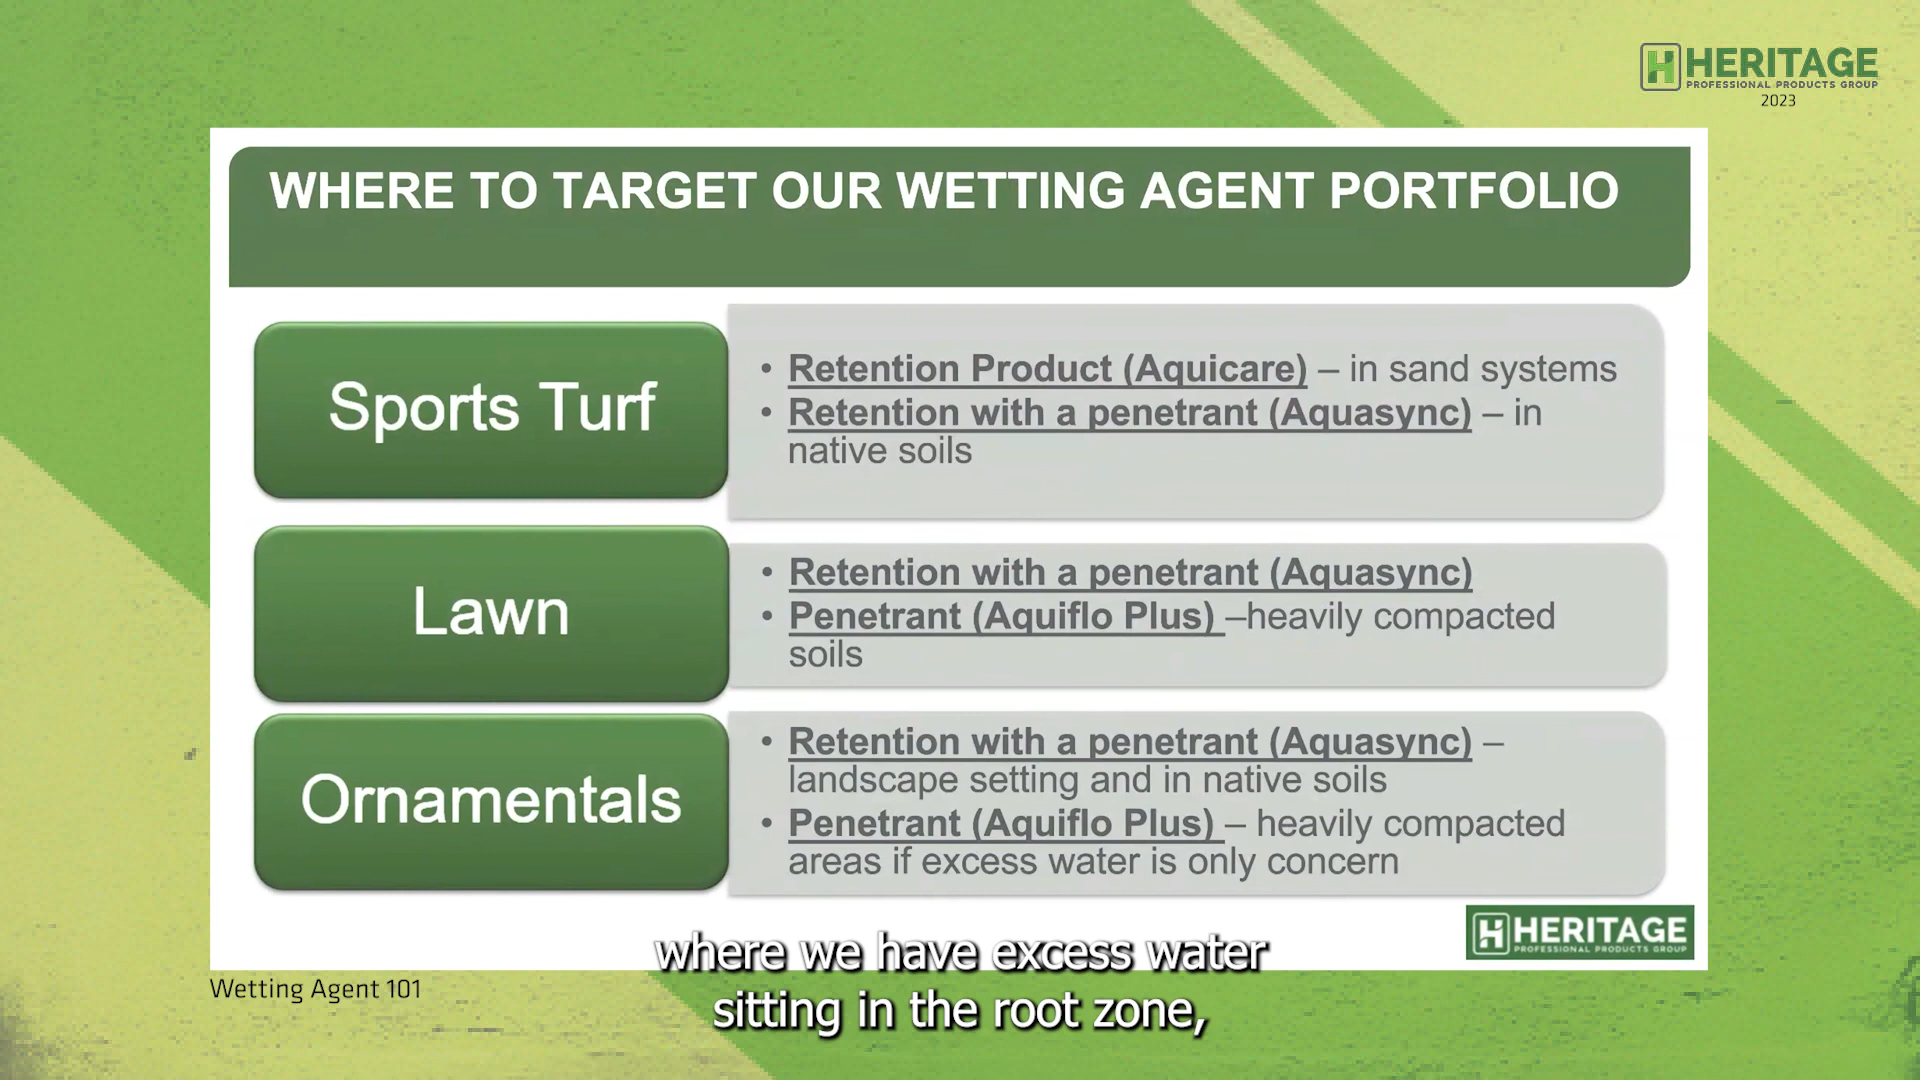 HERITAGE
PROFESSIONAL PRODUCTS GROUP
2023
WHERE TO TARGET OUR WETTING AGENT PORTFOLIO
Sports Turf
• Retention Product (Aquicare) – in sand systems
• Retention with a penetrant (Aquasync) – in
native soils
Lawn
• Retention with a penetrant (Aquasync)
• Penetrant (Aquiflo Plus) –heavily compacted
soils
Ornamentals
• Retention with a penetrant (Aquasync) –
landscape setting and in native soils
• Penetrant (Aquiflo Plus) – heavily compacted
areas if excess water is only concern
HERITAGE
PROFESSIONAL PRODUCTS GROUP
where we have excess water
sitting in the root zone,
Wetting Agent 101